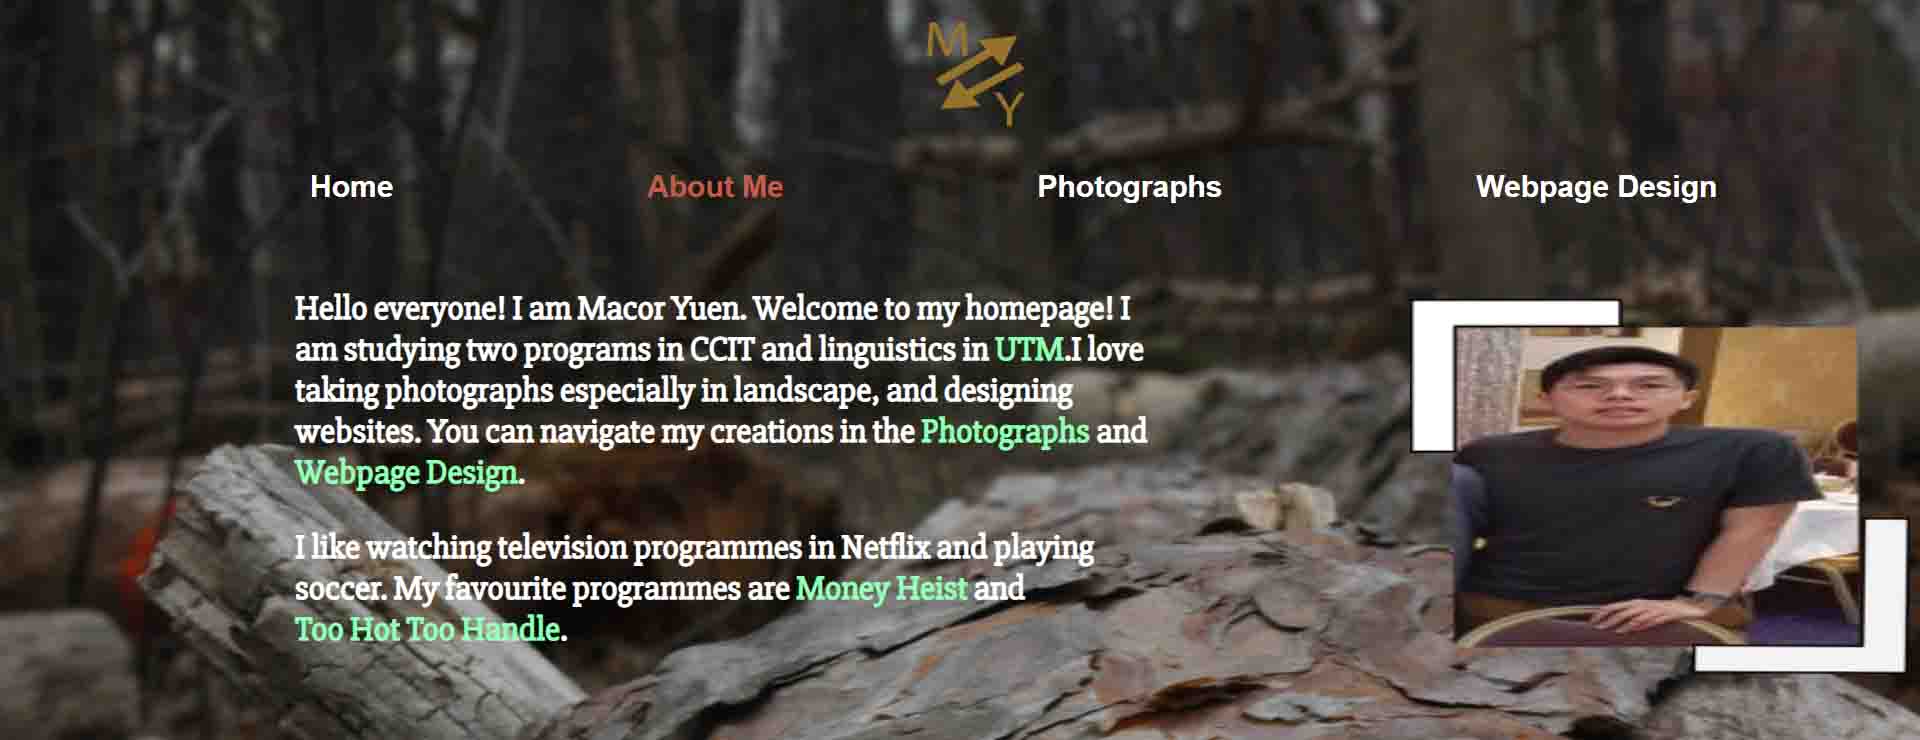 M
Y
Home About Me Photographs Webpage Design
Hello everyone! I am Macor Yuen. Welcome to my homepage! I
am studying two programs in CCIT and linguistics in UTM.I love
taking photographs especially in landscape, and designing
websites. You can navigate my creations in the Photographs and
Webpage Design.
I like watching television programmes in Netflix and playing
soccer. My favourite programmes are Money Heist and
Too Hot Too Handle.